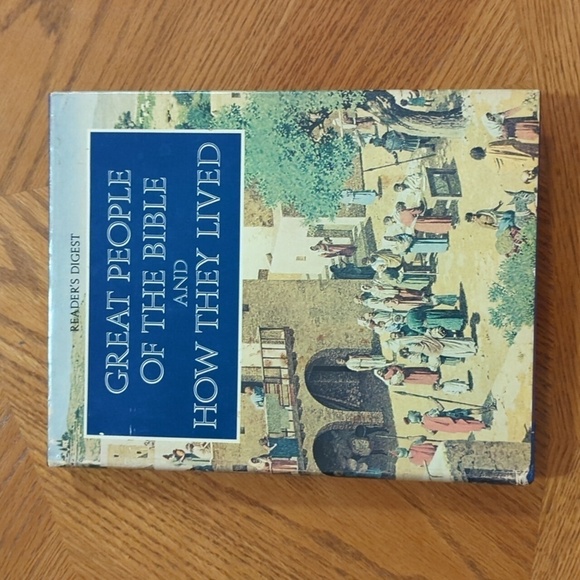 READER'S DIGEST
GREAT PEOPLE
OF THE BIBLE
AND
HOW THEY LIVED